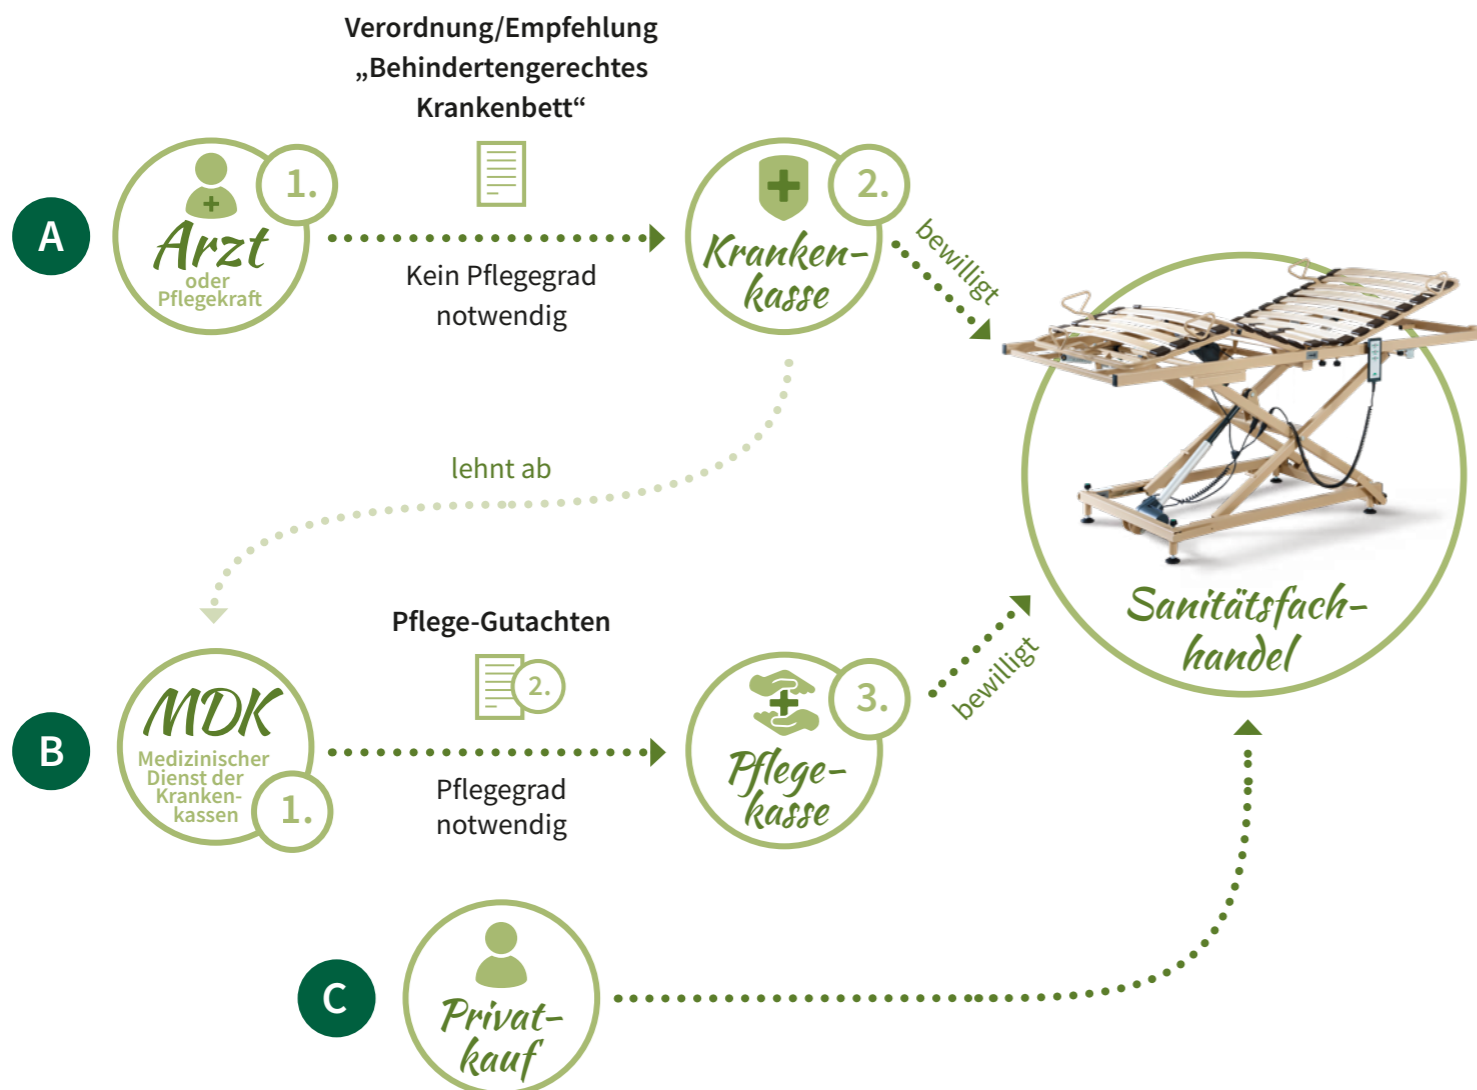 Verordnung/Empfehlung
„Behindertengerechtes
Krankenbett“
A
1.
Arzt
oder
Pflegekraft
Kein Pflegegrad
notwendig
2.
Kranken-
kasse
bewilligt
lehnt ab
Sanitätsfach-
handel
B
MDK
Medizinischer
Dienst der
Kranken-
kassen
1.
Pflege-Gutachten
2.
Pflegegrad
notwendig
3.
Pflege-
kasse
bewilligt
C
Privat-
kauf